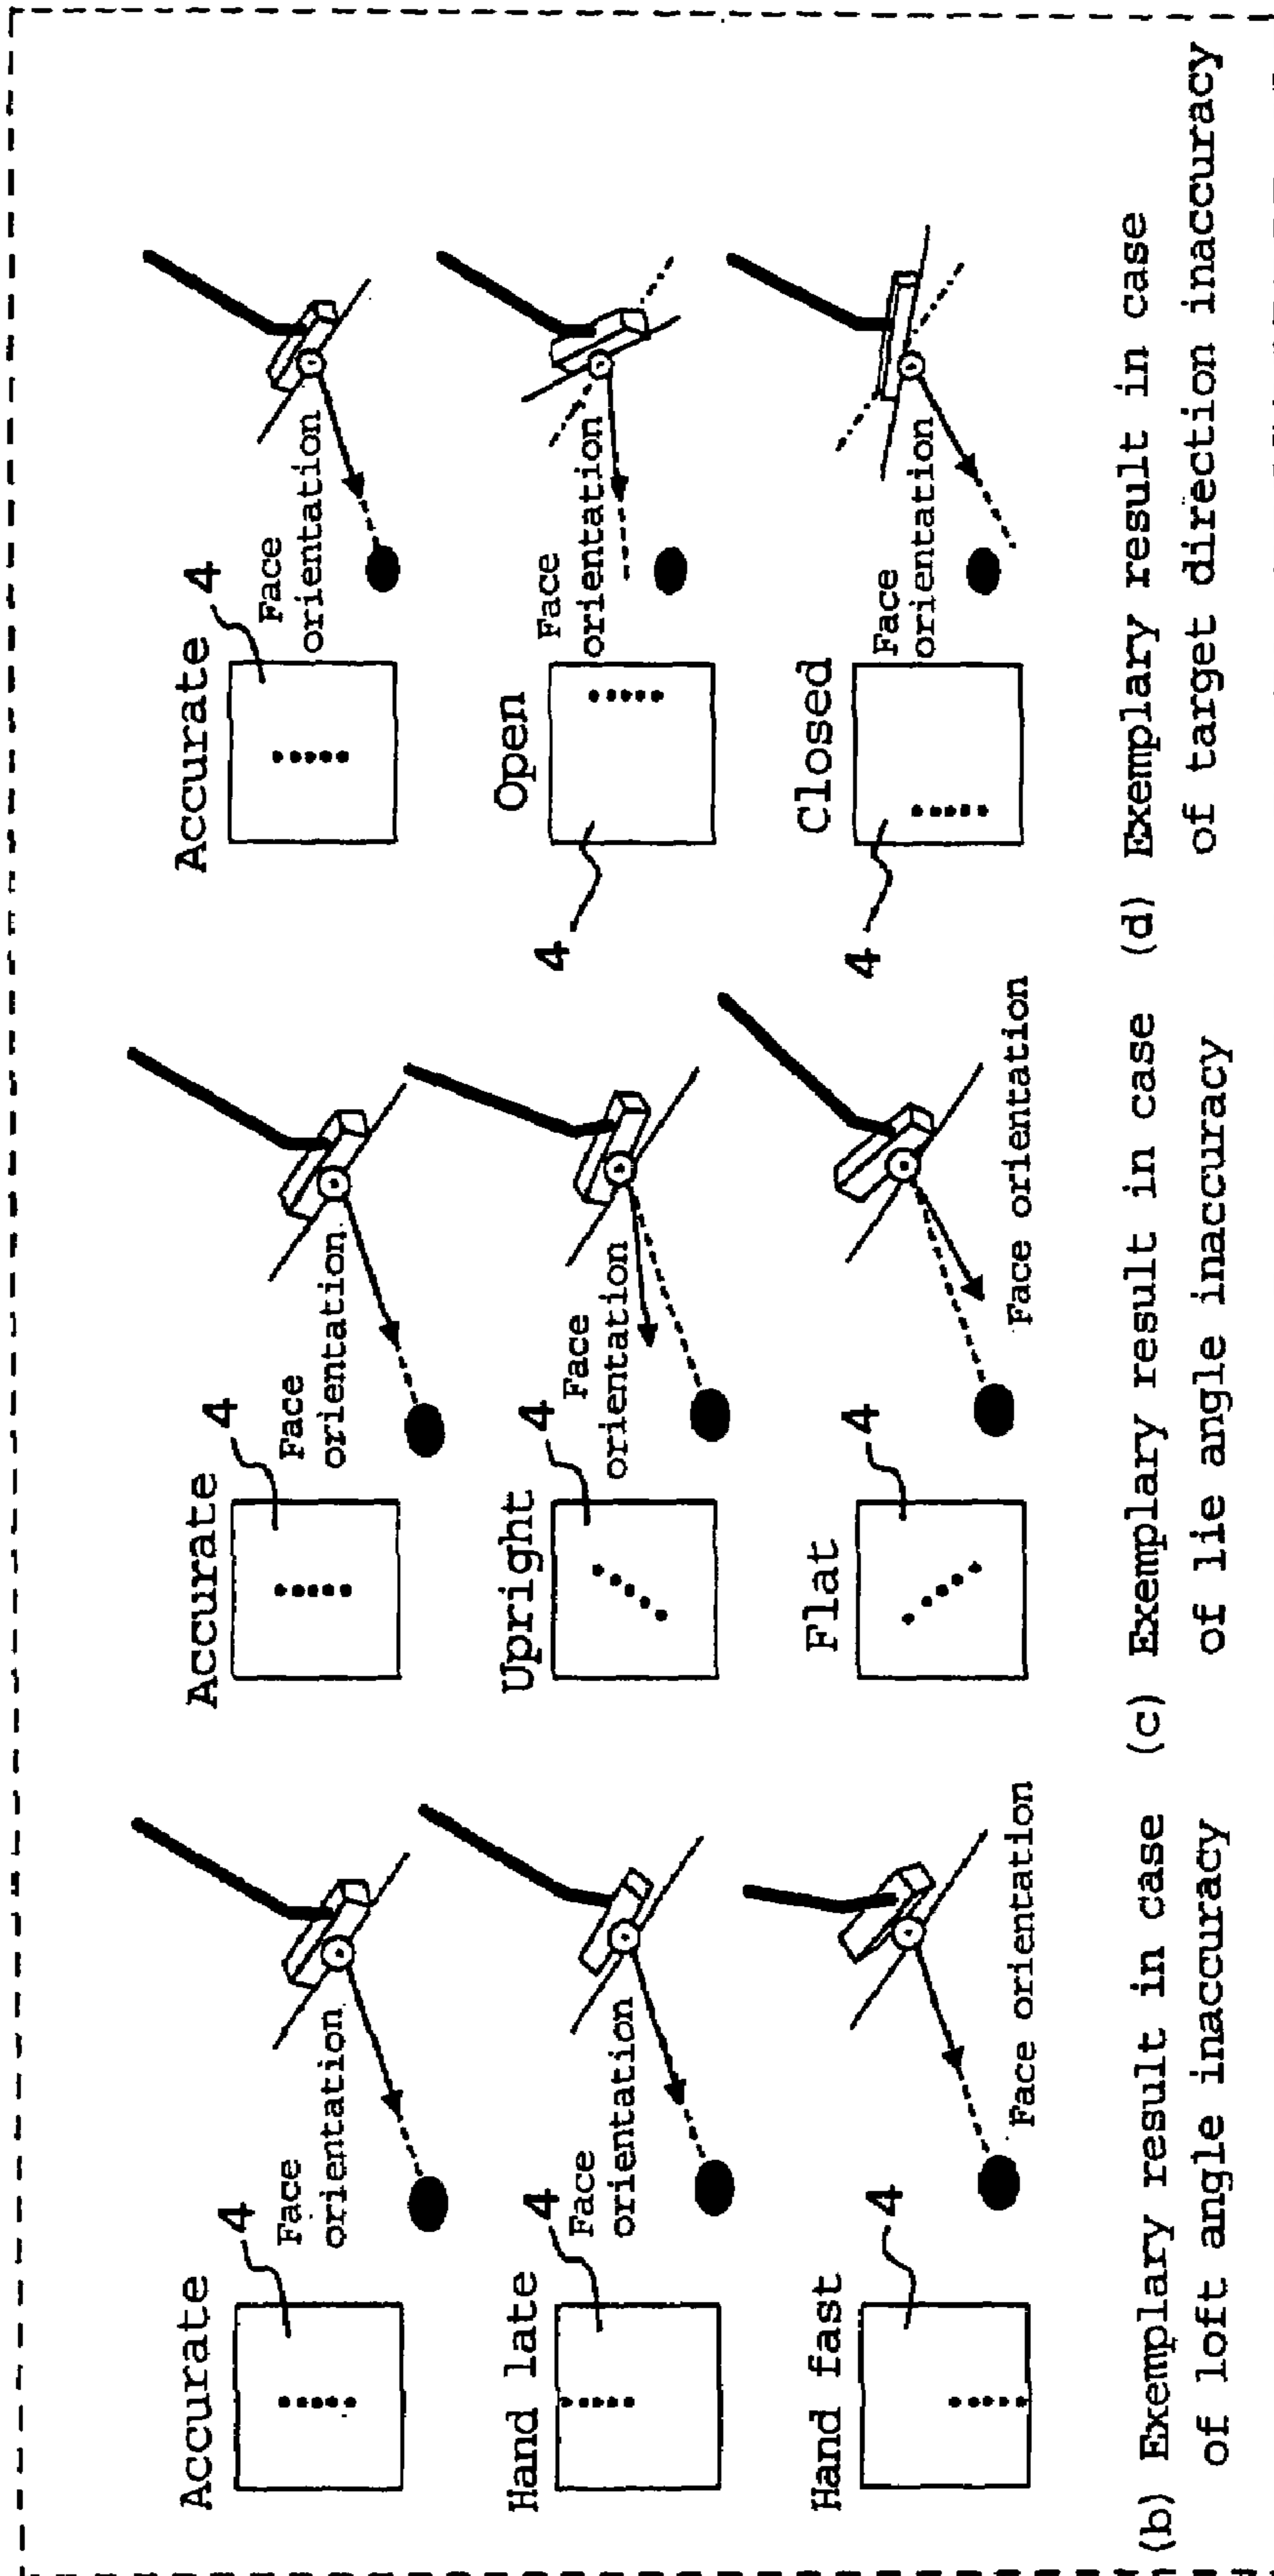 Accurate
4
Face
orientation
Hand late
4
Face
orientation
Hand fast
4
Face orientation
(b) Exemplary result in case
of loft angle inaccuracy
Accurate
4
Face
orientation
Upright
4
Face
orientation
Flat
4
Face orientation
(c) Exemplary result in case
of lie angle inaccuracy
Accurate
4
Face
orientation
Open
4
Face
orientation
Closed
4
Face
orientation
(d) Exemplary result in case
of target direction inaccuracy